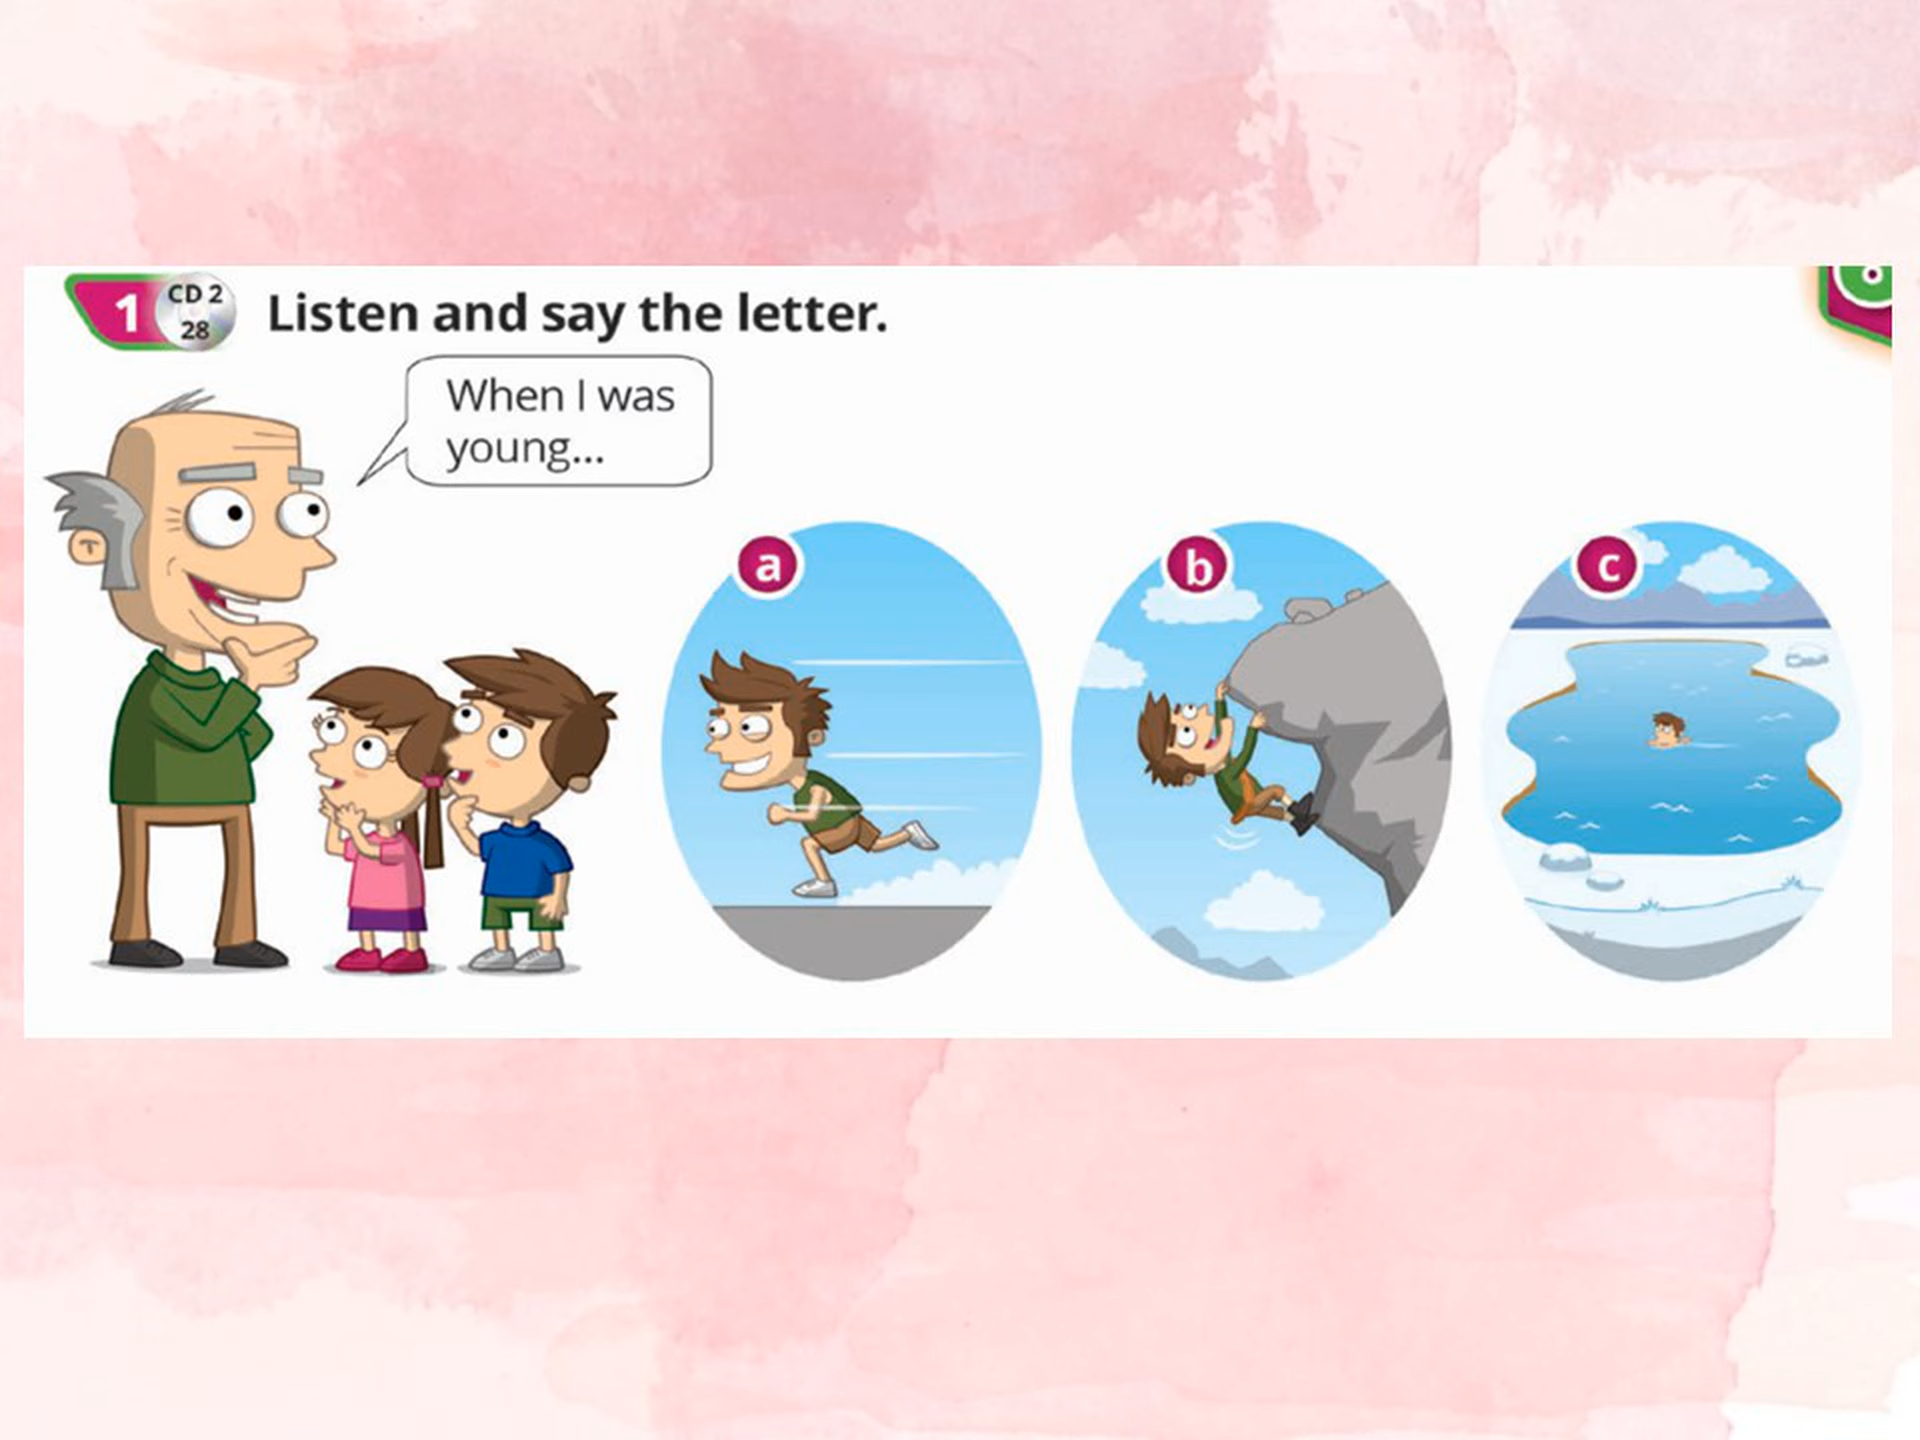 1
CD 2
28
Listen and say the letter.
When I was
young...
a
b
c